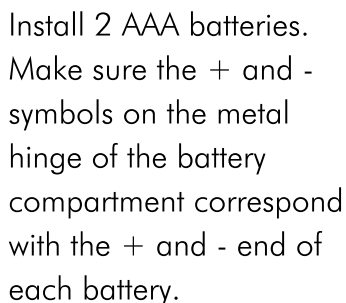 Install 2 AAA batteries.
Make sure the + and -
symbols on the metal
hinge of the battery
compartment correspond
with the + and - end of
each battery.